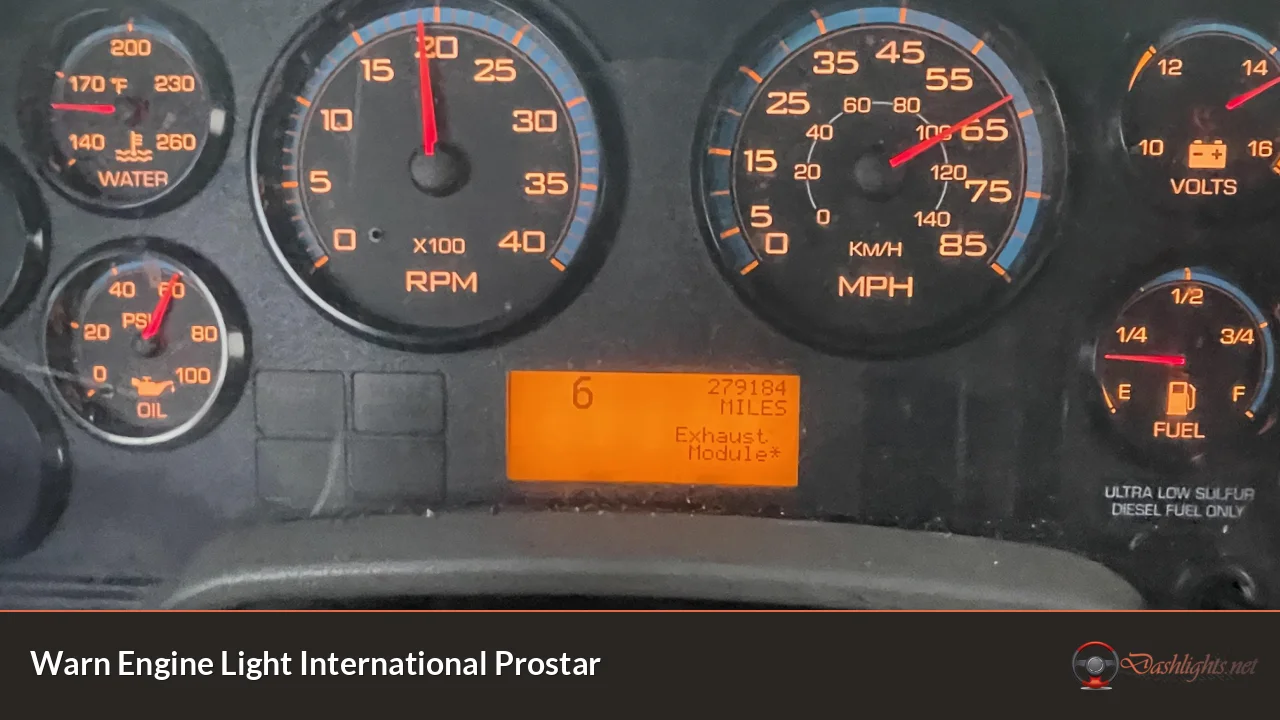 200
170 °F 230
140 260
WATER
40 60
PSI
20 80
0 100
OIL
20
15 25
10 30
5 35
0 X100 40
RPM
45
35 55
25 60 80
40 100 65
15 20 120 75
5 0 140
0 KM/H 85
MPH
12 14
10 16
VOLTS
1/2
1/4 3/4
E F
FUEL
6 279184
MILES
Exhaust
Module*
ULTRA LOW SULFUR
DIESEL FUEL ONLY
Warn Engine Light International Prostar
Dashlights.net